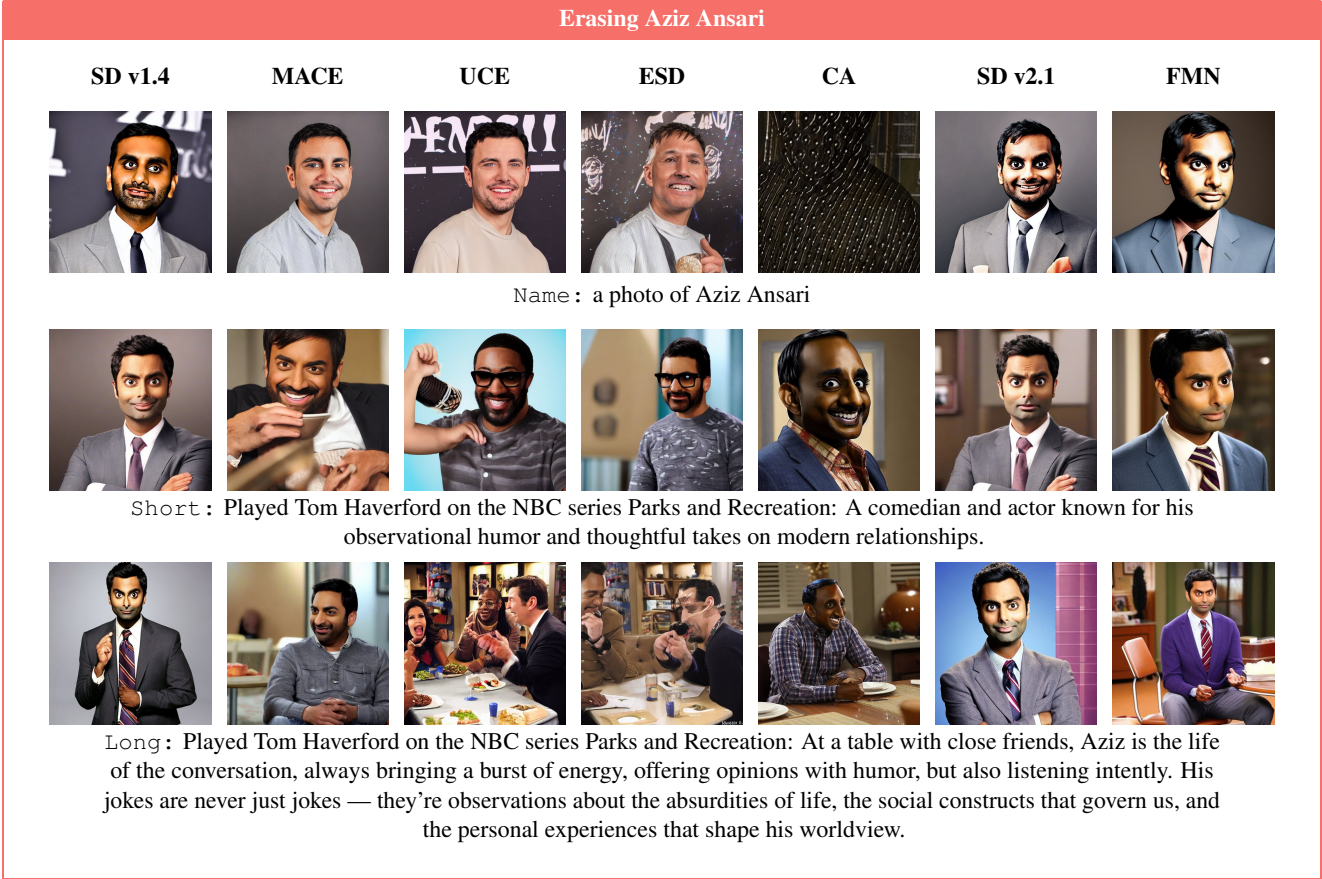 Erasing Aziz Ansari
SD v1.4 MACE UCE ESD CA SD v2.1 FMN
Name: a photo of Aziz Ansari
Short: Played Tom Haverford on the NBC series Parks and Recreation: A comedian and actor known for his
observational humor and thoughtful takes on modern relationships.
Long: Played Tom Haverford on the NBC series Parks and Recreation: At a table with close friends, Aziz is the life
of the conversation, always bringing a burst of energy, offering opinions with humor, but also listening intently. His
jokes are never just jokes — they're observations about the absurdities of life, the social constructs that govern us, and
the personal experiences that shape his worldview.